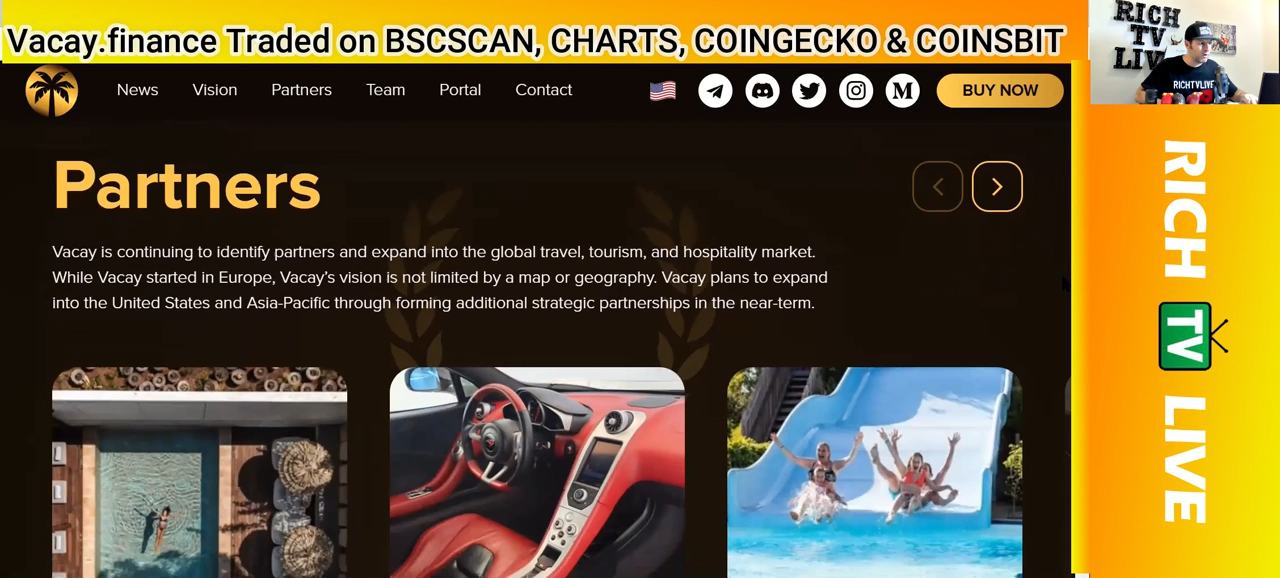 Vacay.finance Traded on BSCSCAN, CHARTS, COINGECKO & COINSBIT
RICH
TV
LIV
RICHTVLIVE
News Vision Partners Team Portal Contact BUY NOW
Partners
Vacay is continuing to identify partners and expand into the global travel, tourism, and hospitality market.
While Vacay started in Europe, Vacay’s vision is not limited by a map or geography. Vacay plans to expand
into the United States and Asia-Pacific through forming additional strategic partnerships in the near-term.
RICH TV LIVE